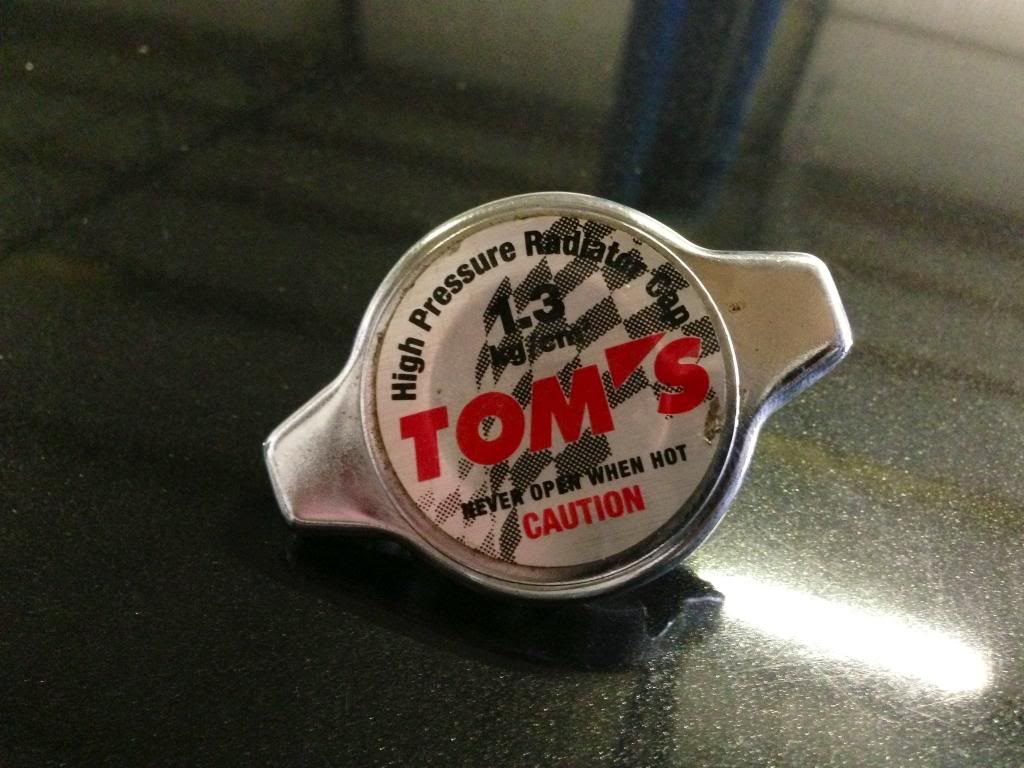 High Pressure Radiator Cap
1.3
kg/cm²
TOM'S
NEVER OPEN WHEN HOT
CAUTION